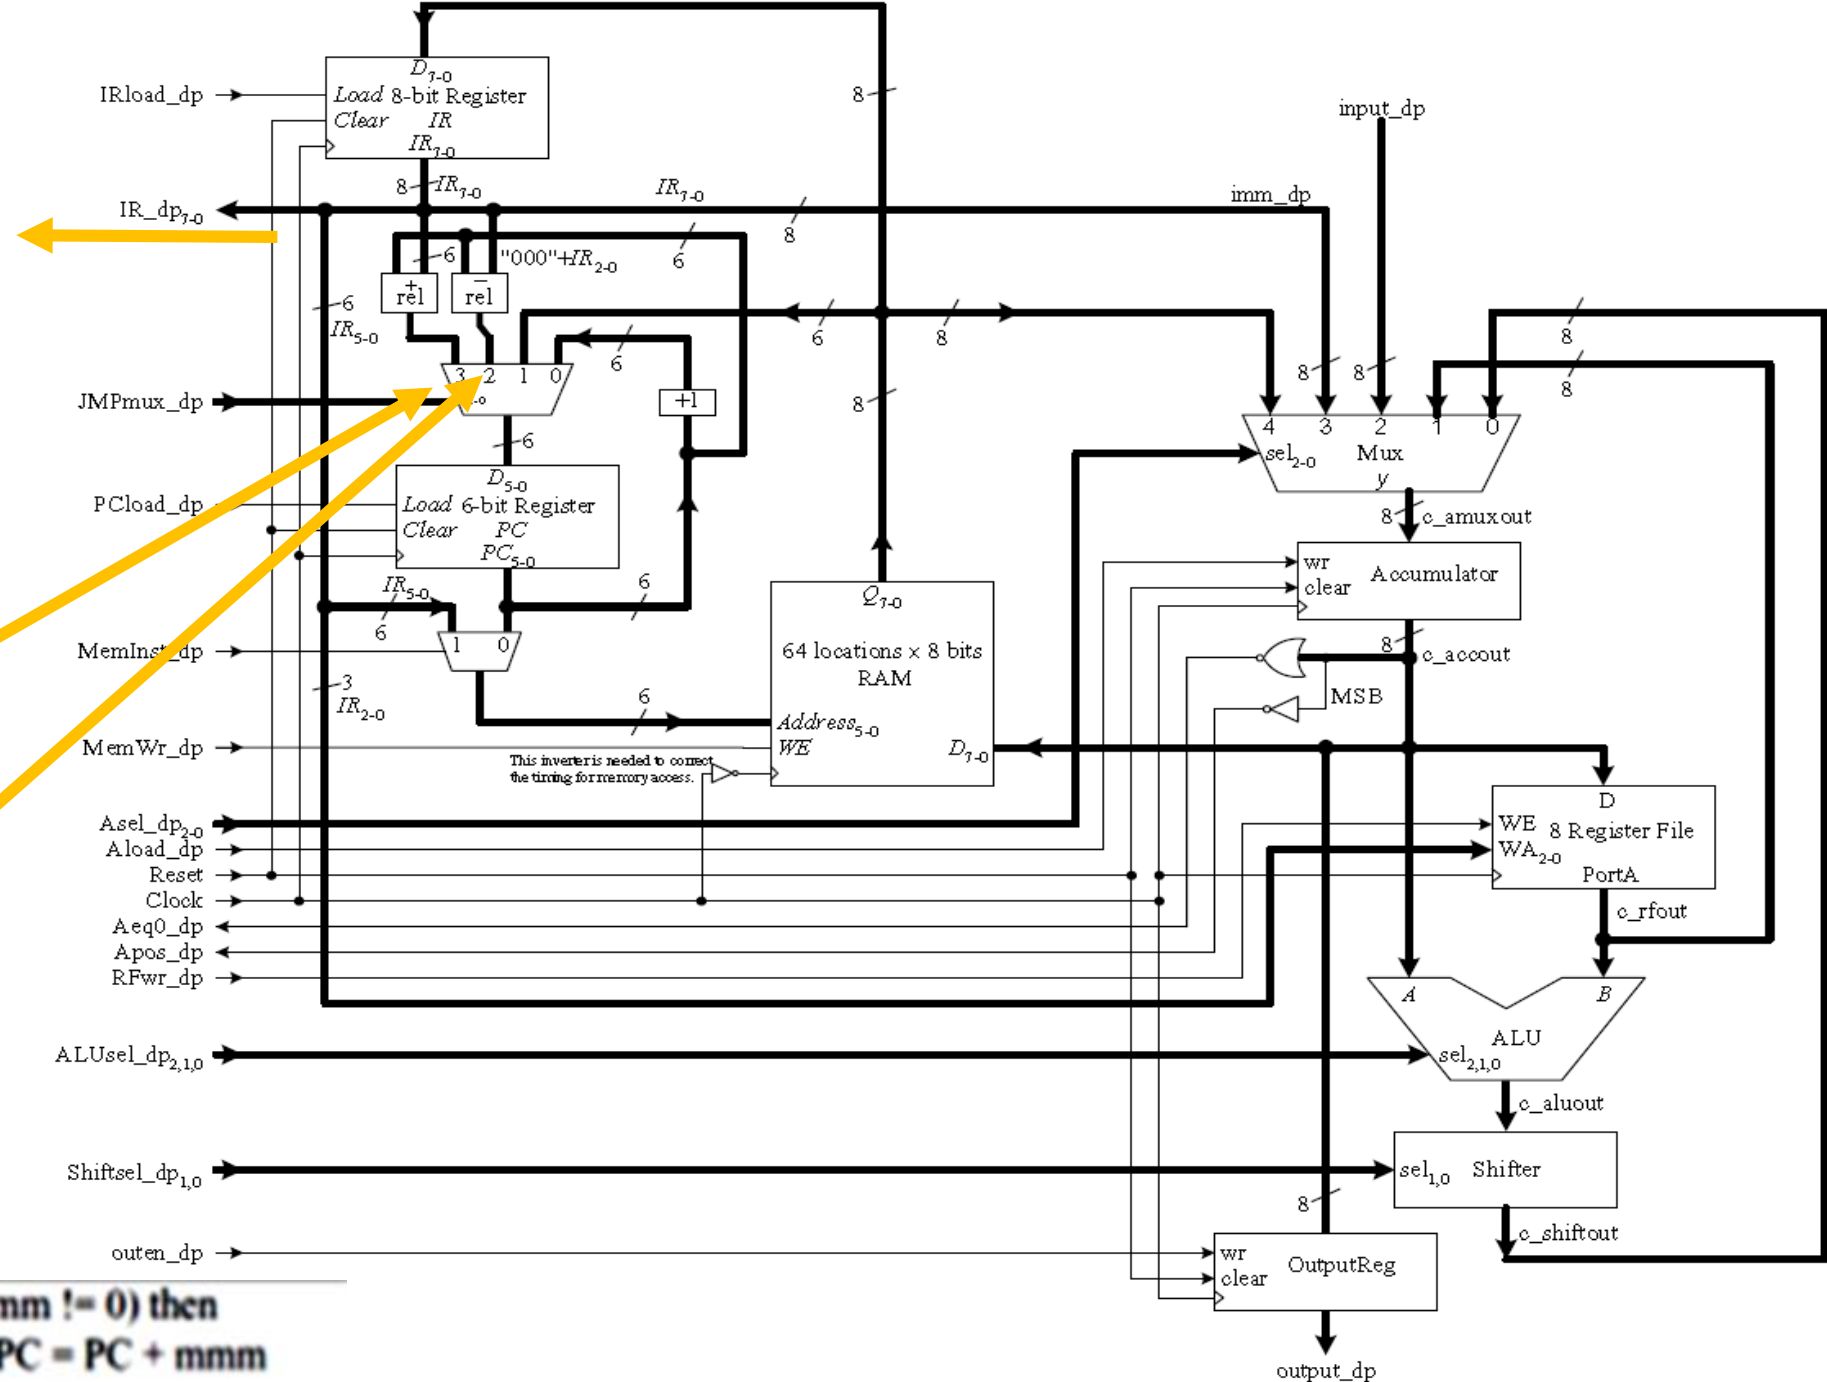 D7-0
IRload_dp
Load 8-bit Register
Clear IR
IR7-0
8
input_dp
8 IR7-0
IR7-0
imm_dp
IR_dp7-0
8
6
"000"+IR2-0
6
+
rel
−
rel
6
IR5-0
6
8
6
8
8
8
8
3 2 1 0
JMPmux_dp
+1
8
4 3 2 1 0
sel2-0
Mux
y
6
D5-0
PCload_dp
Load 6-bit Register
Clear PC
PC5-0
8
c_amuxout
wr
clear
Accumulator
IR5-0
6
6
Q7-0
MemInst_dp
1 0
64 locations x 8 bits
RAM
8
c_accout
3
IR2-0
6
MSB
Address5-0
MemWr_dp
WE
D7-0
This inverter is needed to correct
the timing for memory access.
D
Asel_dp2-0
WE 8 Register File
Aload_dp
WA2-0
Reset
PortA
Clock
c_rfout
Aeq0_dp
Apos_dp
RFwr_dp
A B
ALU
ALUsel_dp2,1,0
sel2,1,0
c_aluout
Shiftsel_dp1,0
sel1,0 Shifter
8
c_shiftout
outen_dp
wr
clear
OutputReg
mm != 0) then
PC = PC + mmm
output_dp